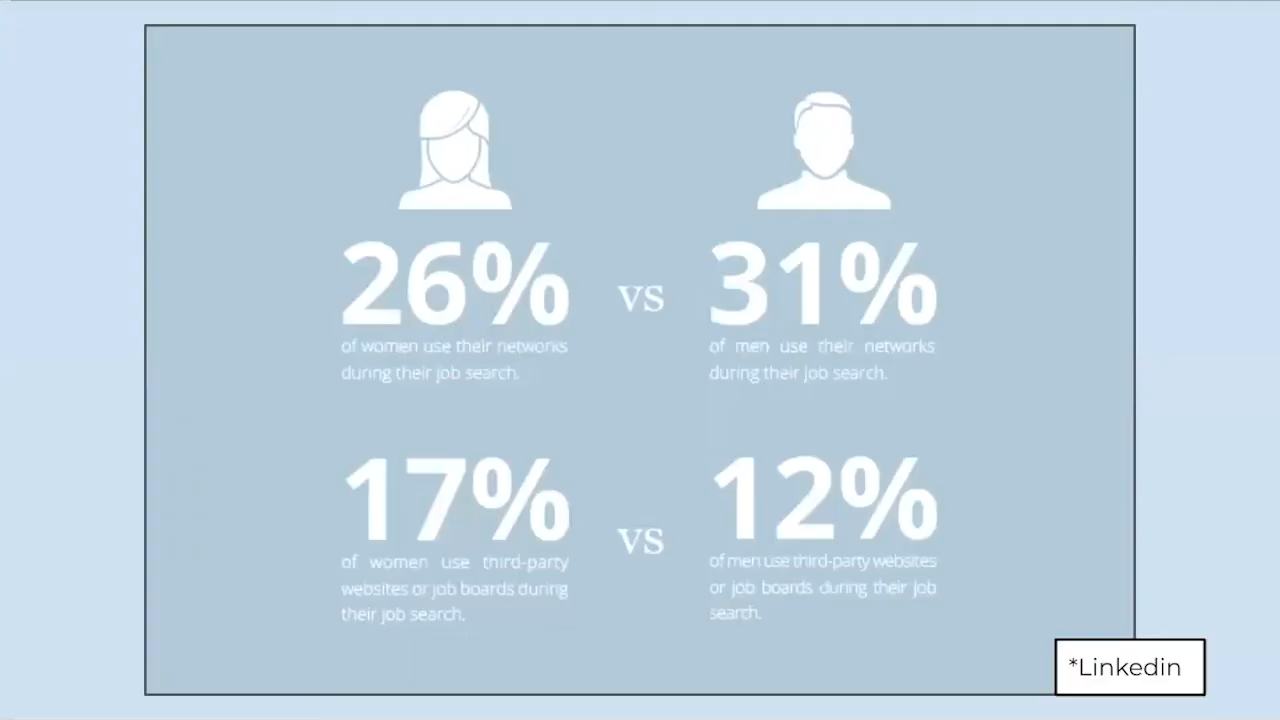 26%
vs
31%
of women use their networks
during their job search.
of men use their networks
during their job search.
17%
vs
12%
of women use third-party
websites or job boards during
their job search.
of men use third-party websites
or job boards during their job
search.
*Linkedin